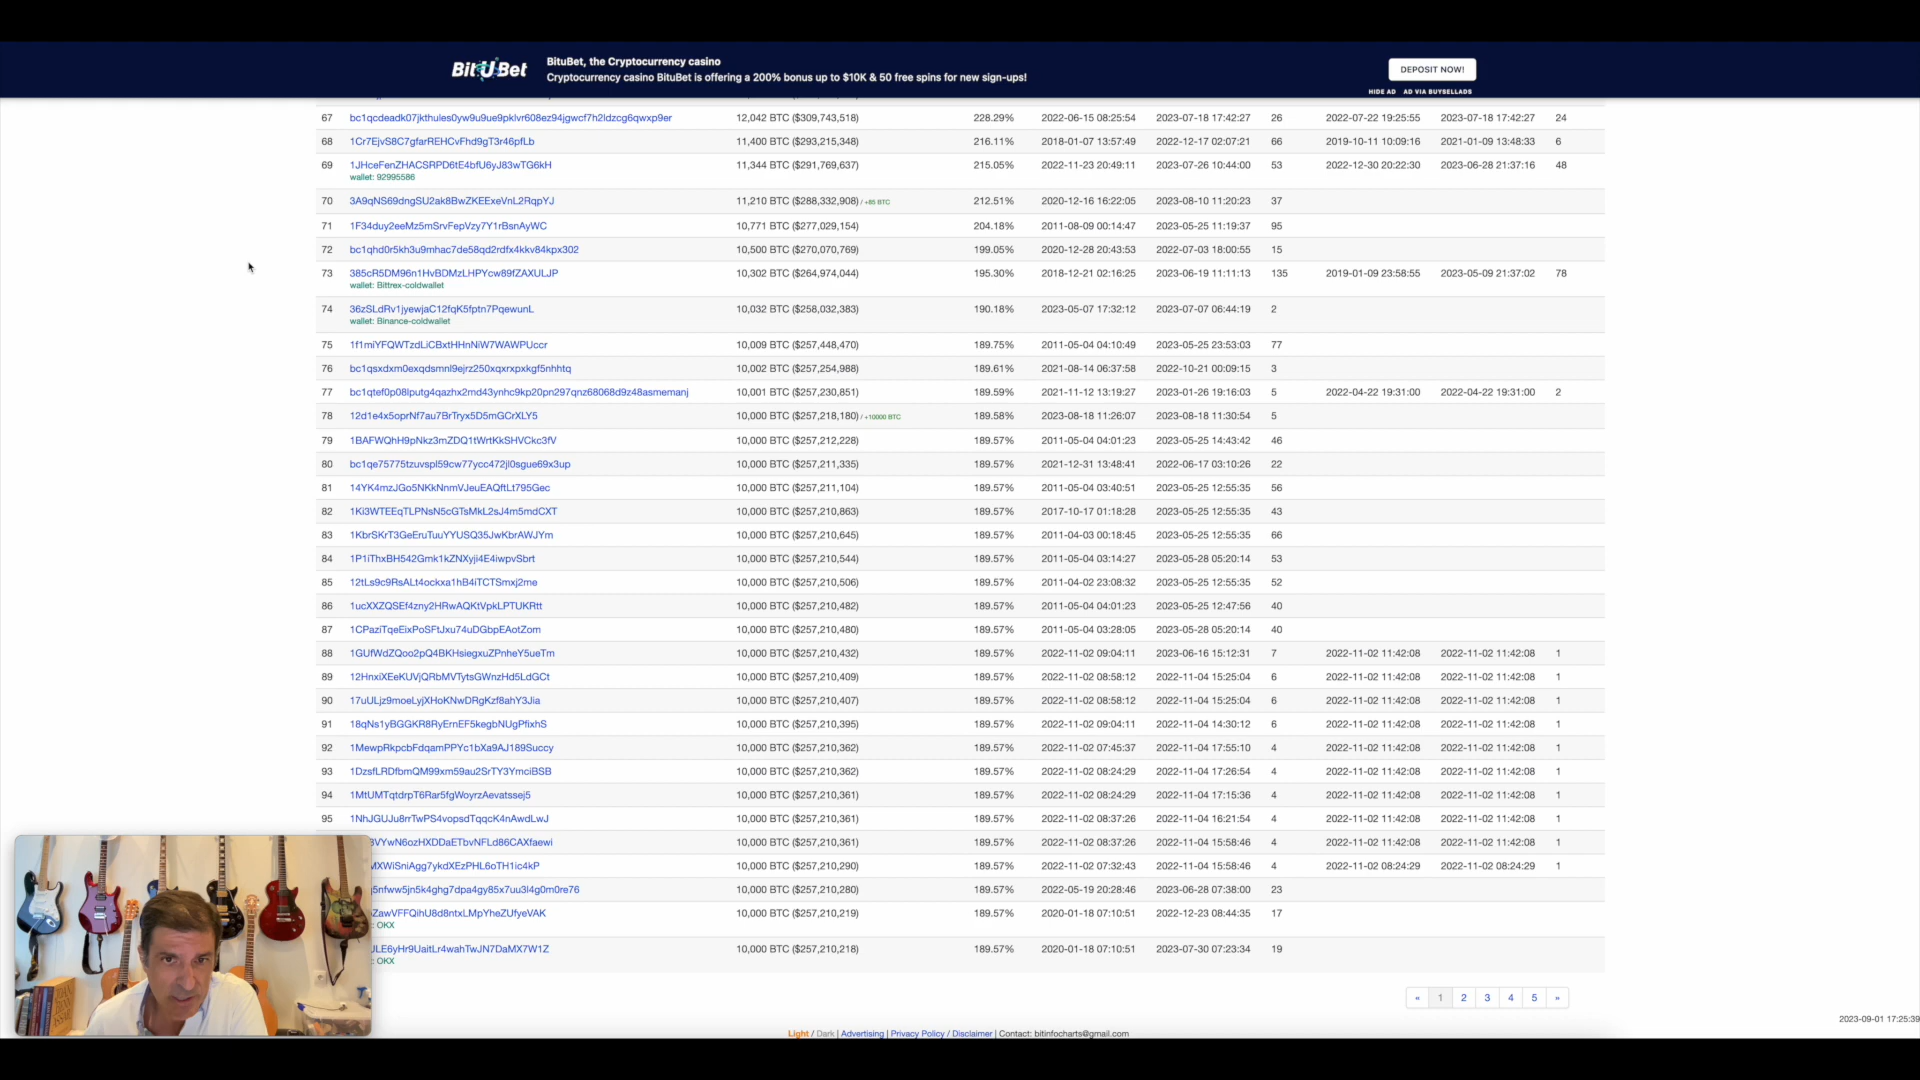 BitUBet
BituBet, the Cryptocurrency casino
Cryptocurrency casino BituBet is offering a 200% bonus up to $10K & 50 free spins for new sign-ups!
DEPOSIT NOW!
HIDE AD AD VIA BUYSELLADS
67 bc1qcdeadk07jkthules0yw9u9ue9pklvr608ez94jgwcf7h2ldzcg6qwxp9er 12,042 BTC ($309,743,518) 228.29% 2022-06-15 08:25:54 2023-07-18 17:42:27 26 2022-07-22 19:25:55 2023-07-18 17:42:27 24
68 1Cr7EjvS8C7gfarREHCvFhd9gT3r46pfLb 11,400 BTC ($293,215,348) 216.11% 2018-01-07 13:57:49 2022-12-17 02:07:21 66 2019-10-11 10:09:16 2021-01-09 13:48:33 6
69 1JHceFenZHACSRPD6tE4bfU6yJ83wTG6kH 11,344 BTC ($291,769,637) 215.05% 2022-11-23 20:49:11 2023-07-26 10:44:00 53 2022-12-30 20:22:30 2023-06-28 21:37:16 48
wallet: 92995586
70 3A9qNS69dngSU2ak8BwZKEExeVnL2RqpYJ 11,210 BTC ($288,332,908) / +85 BTC 212.51% 2020-12-16 16:22:05 2023-08-10 11:20:23 37
71 1F34duy2eeMz5mSrvFepVzy7Y1rBsnAyWC 10,771 BTC ($277,029,154) 204.18% 2011-08-09 00:14:47 2023-05-25 11:19:37 95
72 bc1qhd0r5kh3u9mhac7de58qd2rdfx4kkv84kpx302 10,500 BTC ($270,070,769) 199.05% 2020-12-28 20:43:53 2022-07-03 18:00:55 15
73 385cR5DM96n1HvBDMzLHPYcw89fZAXULJP 10,302 BTC ($264,974,044) 195.30% 2018-12-21 02:16:25 2023-06-19 11:11:13 135 2019-01-09 23:58:55 2023-05-09 21:37:02 78
wallet: Bittrex-coldwallet
74 36zSLdRv1jyewjaC12fqK5fptn7PqewunL 10,032 BTC ($258,032,383) 190.18% 2023-05-07 17:32:12 2023-07-07 06:44:19 2
wallet: Binance-coldwallet
75 1f1miYFQWTzdLiCBxtHHnNiW7WAWPUccr 10,009 BTC ($257,448,470) 189.75% 2011-05-04 04:10:49 2023-05-25 23:53:03 77
76 bc1qsxdxm0exqdsmnl9ejrz250xqxrxpxkgf5nhhtq 10,002 BTC ($257,254,988) 189.61% 2021-08-14 06:37:58 2022-10-21 00:09:15 3
77 bc1qtef0p08lputg4qazhx2md43ynhc9kp20pn297qnz68068d9z48asmemanj 10,001 BTC ($257,230,851) 189.59% 2021-11-12 13:19:27 2023-01-26 19:16:03 5 2022-04-22 19:31:00 2022-04-22 19:31:00 2
78 12d1e4x5oprNf7au7BrTryx5D5mGCrXLY5 10,000 BTC ($257,218,180) / +10000 BTC 189.58% 2023-08-18 11:26:07 2023-08-18 11:30:54 5
79 1BAFWQhH9pNkz3mZDQ1tWrtKkSHVCkc3fV 10,000 BTC ($257,212,228) 189.57% 2011-05-04 04:01:23 2023-05-25 14:43:42 46
80 bc1qe75775tzuvspl59cw77ycc472jl0sgue69x3up 10,000 BTC ($257,211,335) 189.57% 2021-12-31 13:48:41 2022-06-17 03:10:26 22
81 14YK4mzJGo5NKkNnmVJeuEAQftLt795Gec 10,000 BTC ($257,211,104) 189.57% 2011-05-04 03:40:51 2023-05-25 12:55:35 56
82 1Ki3WTEEqTLPNsN5cGTsMkL2sJ4m5mdCXT 10,000 BTC ($257,210,863) 189.57% 2017-10-17 01:18:28 2023-05-25 12:55:35 43
83 1KbrSKrT3GeEruTuuYYUSQ35JwKbrAWJYm 10,000 BTC ($257,210,645) 189.57% 2011-04-03 00:18:45 2023-05-25 12:55:35 66
84 1P1iThxBH542Gmk1kZNXyji4E4iwpvSbrt 10,000 BTC ($257,210,544) 189.57% 2011-05-04 03:14:27 2023-05-28 05:20:14 53
85 12tLs9c9RsALt4ockxa1hB4iTCTSmxj2me 10,000 BTC ($257,210,506) 189.57% 2011-04-02 23:08:32 2023-05-25 12:55:35 52
86 1ucXXZQSEf4zny2HRwAQKtVpkLPTUKRtt 10,000 BTC ($257,210,482) 189.57% 2011-05-04 04:01:23 2023-05-25 12:47:56 40
87 1CPaziTqeEixPoSFtJxu74uDGbpEAotZom 10,000 BTC ($257,210,480) 189.57% 2011-05-04 03:28:05 2023-05-28 05:20:14 40
88 1GUfWdZQoo2pQ4BKHsiegxuZPnheY5ueTm 10,000 BTC ($257,210,432) 189.57% 2022-11-02 09:04:11 2023-06-16 15:12:31 7 2022-11-02 11:42:08 2022-11-02 11:42:08 1
89 12HnxiXEeKUVjQRbMVTytsGWnzHd5LdGCt 10,000 BTC ($257,210,409) 189.57% 2022-11-02 08:58:12 2022-11-04 15:25:04 6 2022-11-02 11:42:08 2022-11-02 11:42:08 1
90 17uULjz9moeLyjXHoKNwDRgKzf8ahY3Jia 10,000 BTC ($257,210,407) 189.57% 2022-11-02 08:58:12 2022-11-04 15:25:04 6 2022-11-02 11:42:08 2022-11-02 11:42:08 1
91 18qNs1yBGGKR8RyErnEF5kegbNUgPfixhS 10,000 BTC ($257,210,395) 189.57% 2022-11-02 09:04:11 2022-11-04 14:30:12 6 2022-11-02 11:42:08 2022-11-02 11:42:08 1
92 1MewpRkpcbFdqamPPYc1bXa9AJ189Succy 10,000 BTC ($257,210,362) 189.57% 2022-11-02 07:45:37 2022-11-04 17:55:10 4 2022-11-02 11:42:08 2022-11-02 11:42:08 1
93 1DzsfLRDfbmQM99xm59au2SrTY3YmciBSB 10,000 BTC ($257,210,362) 189.57% 2022-11-02 08:24:29 2022-11-04 17:26:54 4 2022-11-02 11:42:08 2022-11-02 11:42:08 1
94 1MtUMTqtdrpT6Rar5fgWoyrzAevatssej5 10,000 BTC ($257,210,361) 189.57% 2022-11-02 08:24:29 2022-11-04 17:15:36 4 2022-11-02 11:42:08 2022-11-02 11:42:08 1
95 1NhJGUJu8rrTwPS4vopsdTqqcK4nAwdLwJ 10,000 BTC ($257,210,361) 189.57% 2022-11-02 08:37:26 2022-11-04 16:21:54 4 2022-11-02 11:42:08 2022-11-02 11:42:08 1
VYwN6ozHXDDaETbvNFLd86CAXfaewi 10,000 BTC ($257,210,361) 189.57% 2022-11-02 08:37:26 2022-11-04 15:58:46 4 2022-11-02 11:42:08 2022-11-02 11:42:08 1
MXWiSniAgg7ykdXEzPHL6oTH1ic4kP 10,000 BTC ($257,210,290) 189.57% 2022-11-02 07:32:43 2022-11-04 15:58:46 4 2022-11-02 08:24:29 2022-11-02 08:24:29 1
5nfww5jn5k4ghg7dpa4gy85x7uu3l4g0m0re76 10,000 BTC ($257,210,280) 189.57% 2022-05-19 20:28:46 2023-06-28 07:38:00 23
ZawVFFQihU8d8ntxLMpYheZUfyeVAK 10,000 BTC ($257,210,219) 189.57% 2020-01-18 07:10:51 2022-12-23 08:44:35 17
: OKX
LE6yHr9UaitLr4wahTwJN7DaMX7W1Z 10,000 BTC ($257,210,218) 189.57% 2020-01-18 07:10:51 2023-07-30 07:23:34 19
: OKX
« 1 2 3 4 5 »
2023-09-01 17:25:39
Light / Dark | Advertising | Privacy Policy / Disclaimer | Contact: bitinfocharts@gmail.com